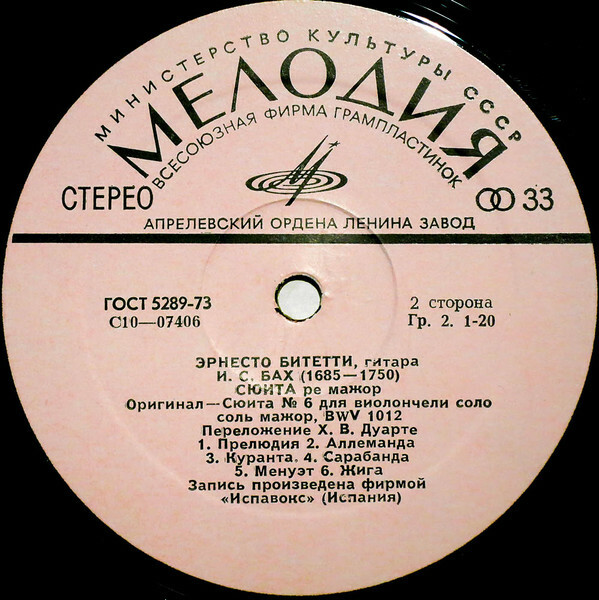 МИНИСТЕРСТВО КУЛЬТУРЫ СССР
МЕЛОДИЯ
ВСЕСОЮЗНАЯ ФИРМА ГРАМПЛАСТИНОК
СТЕРЕО
33
АПРЕЛЕВСКИЙ ОРДЕНА ЛЕНИНА ЗАВОД
ГОСТ 5289-73
С10—07406
2 сторона
Гр. 2. 1-20
ЭРНЕСТО БИТЕТТИ, гитара
И. С. БАХ (1685—1750)
СЮИТА ре мажор
Оригинал—Сюита № 6 для виолончели соло
соль мажор, BWV 1012
Переложение Х. В. Дуарте
1. Прелюдия 2. Аллеманда
3. Куранта. 4. Сарабанда
5. Менуэт 6. Жига
Запись произведена фирмой
«Испавокс» (Испания)